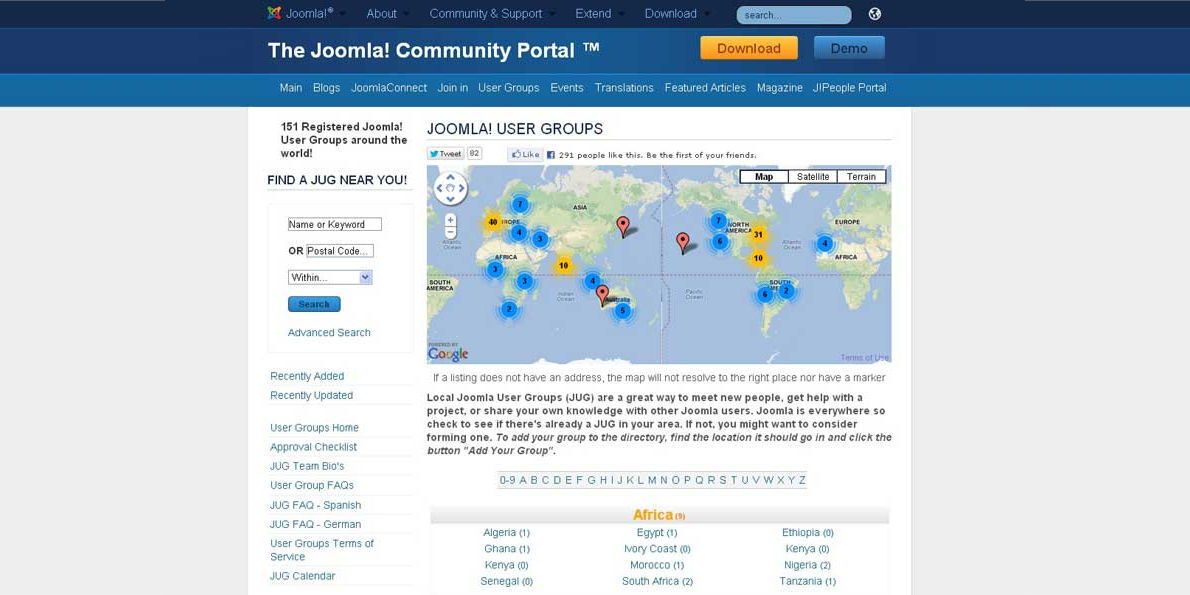 Joomla!® About Community & Support Extend Download search...
The Joomla! Community Portal ™ Download Demo
Main Blogs JoomlaConnect Join in User Groups Events Translations Featured Articles Magazine J!People Portal
151 Registered Joomla!
User Groups around the
world!
FIND A JUG NEAR YOU!
Name or Keyword
OR Postal Code...
Within...
Search
Advanced Search
Recently Added
Recently Updated
User Groups Home
Approval Checklist
JUG Team Bio's
User Group FAQs
JUG FAQ - Spanish
JUG FAQ - German
User Groups Terms of
Service
JUG Calendar
JOOMLA! USER GROUPS
Tweet 82 Like 291 people like this. Be the first of your friends.
Map Satellite Terrain
7 ASIA 7 NORTH AMERICA EUROPE
40 EUROPE 4 3 6 31 4
Atlantic Ocean Atlantic Ocean
AFRICA 10 10 AFRICA
3 3 4
SOUTH AMERICA Indian Ocean Australia Pacific Ocean SOUTH 6 2
2 5
POWERED BY
Google Terms of Use
If a listing does not have an address, the map will not resolve to the right place nor have a marker
Local Joomla User Groups (JUG) are a great way to meet new people, get help with a
project, or share your own knowledge with other Joomla users. Joomla is everywhere so
check to see if there's already a JUG in your area. If not, you might want to consider
forming one. To add your group to the directory, find the location it should go in and click the
button "Add Your Group".
0-9 A B C D E F G H I J K L M N O P Q R S T U V W X Y Z
Africa (9)
Algeria (1) Egypt (1) Ethiopia (0)
Ghana (1) Ivory Coast (0) Kenya (0)
Kenya (0) Morocco (1) Nigeria (2)
Senegal (0) South Africa (2) Tanzania (1)